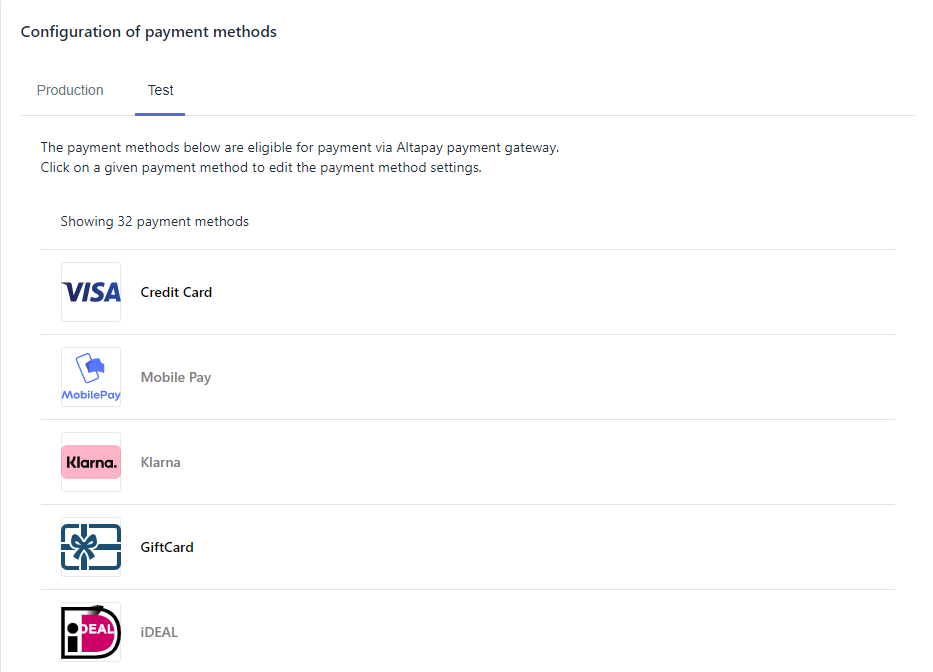 Configuration of payment methods
Production
Test
The payment methods below are eligible for payment via Altapay payment gateway.
Click on a given payment method to edit the payment method settings.
Showing 32 payment methods
VISA
Credit Card
MobilePay
Mobile Pay
Klarna.
Klarna
GiftCard
iDEAL
iDEAL